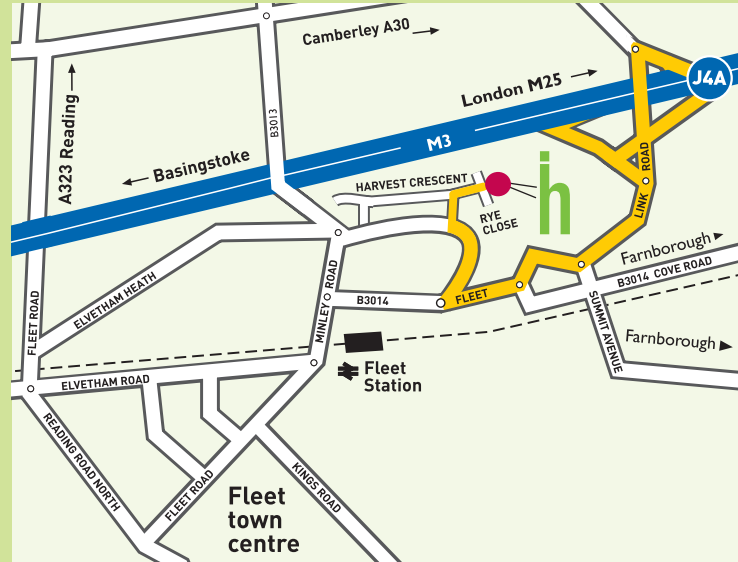 Camberley A30
J4A
London M25
A323 Reading
B3013
M3
Basingstoke
ROAD
HARVEST CRESCENT
ih
RYE
CLOSE
LINK
Farnborough
B3014 COVE ROAD
ELVETHAM HEATH
MINLEY ROAD
B3014
FLEET
FLEET ROAD
SUMMIT AVENUE
Farnborough
Fleet
Station
ELVETHAM ROAD
READING ROAD NORTH
FLEET ROAD
KINGS ROAD
Fleet
town
centre